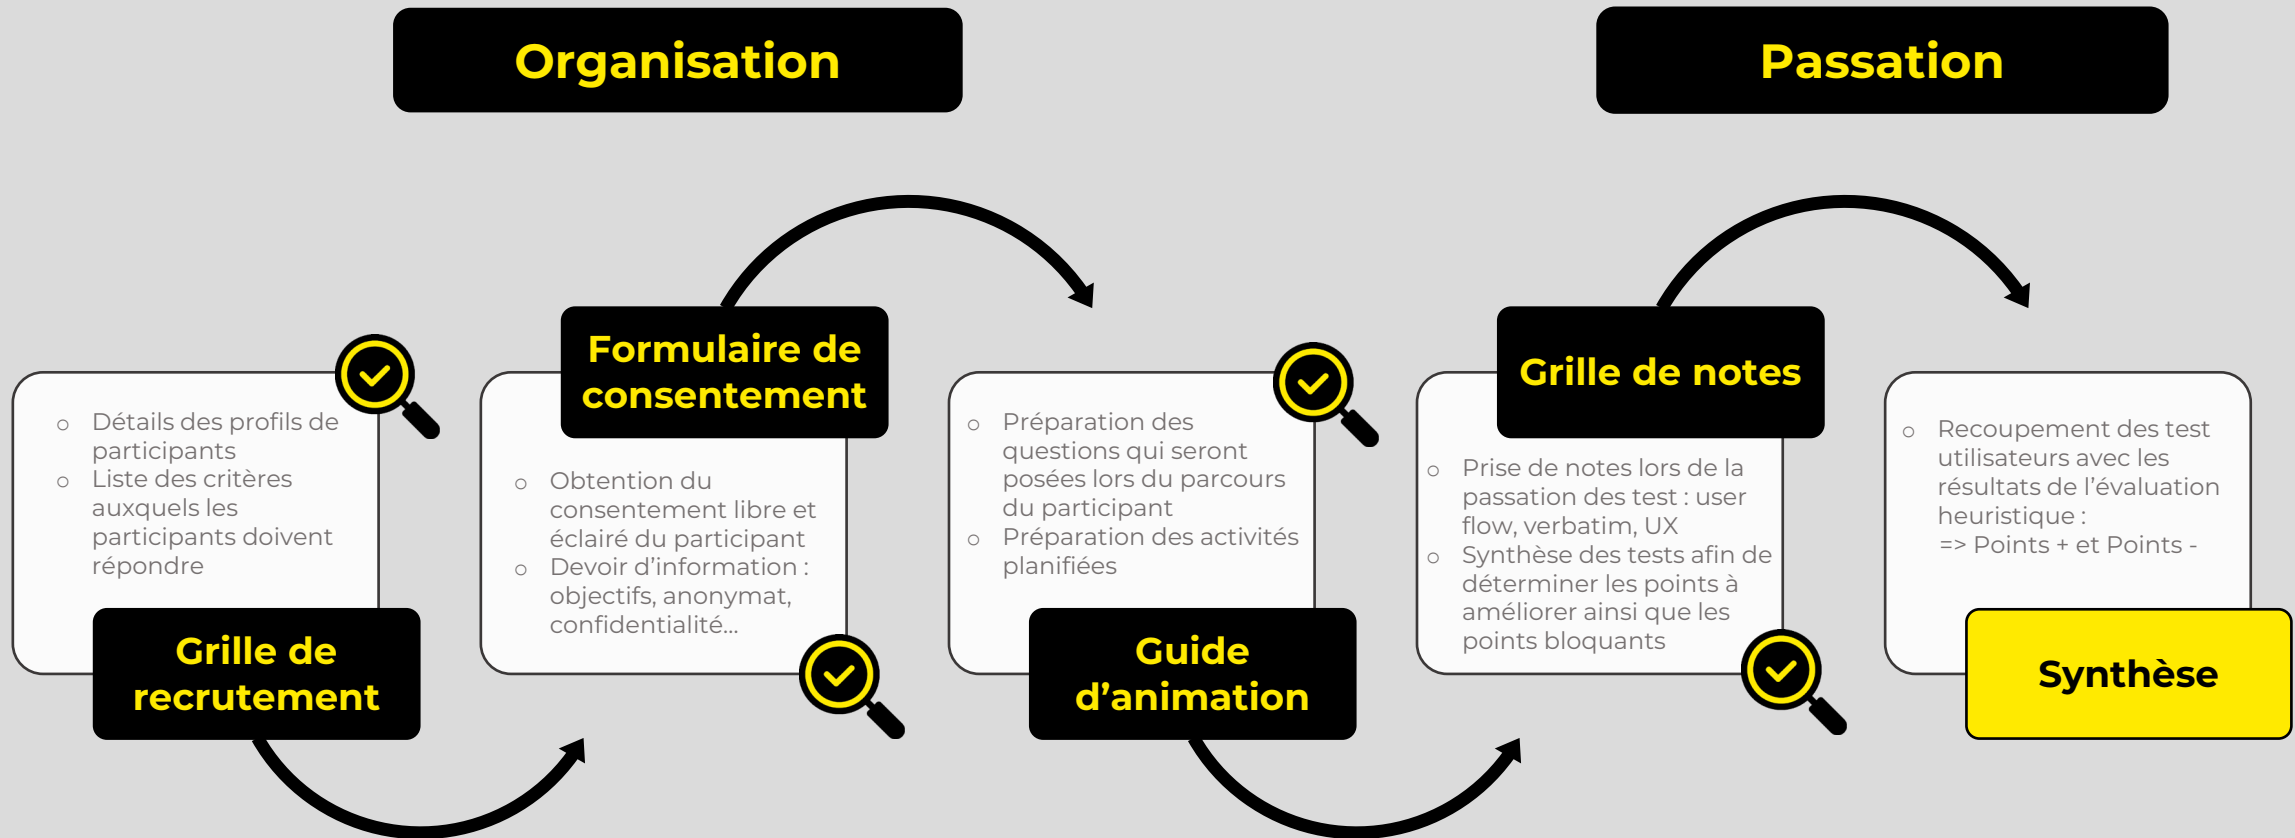 Organisation
Passation
○ Détails des profils de
participants
○ Liste des critères
auxquels les
participants doivent
répondre
Grille de
recrutement
Formulaire de
consentement
○ Obtention du
consentement libre et
éclairé du participant
○ Devoir d’information :
objectifs, anonymat,
confidentialité...
○ Préparation des
questions qui seront
posées lors du parcours
du participant
○ Préparation des activités
planifiées
Guide
d’animation
Grille de notes
○ Prise de notes lors de la
passation des test : user
flow, verbatim, UX
○ Synthèse des tests afin de
déterminer les points à
améliorer ainsi que les
points bloquants
○ Recoupement des test
utilisateurs avec les
résultats de l’évaluation
heuristique :
=> Points + et Points -
Synthèse